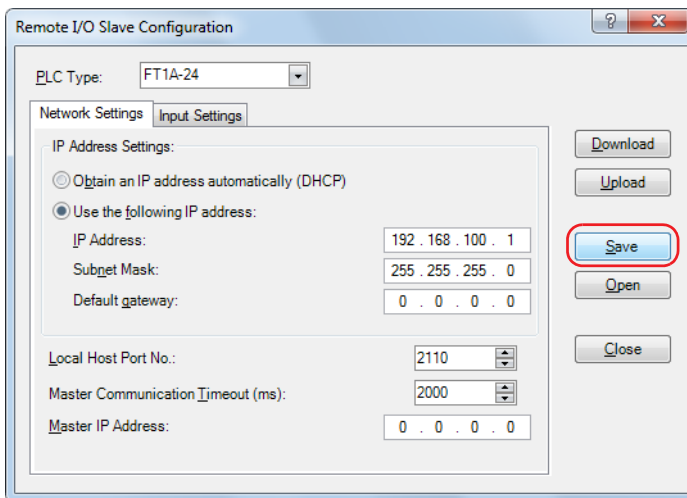 Remote I/O Slave Configuration
?
X
PLC Type: FT1A-24
Network Settings Input Settings
IP Address Settings:
Obtain an IP address automatically (DHCP)
Use the following IP address:
IP Address: 192 . 168 . 100 . 1
Subnet Mask: 255 . 255 . 255 . 0
Default gateway: 0 . 0 . 0 . 0
Local Host Port No.: 2110
Master Communication Timeout (ms): 2000
Master IP Address: 0 . 0 . 0 . 0
Download
Upload
Save
Open
Close